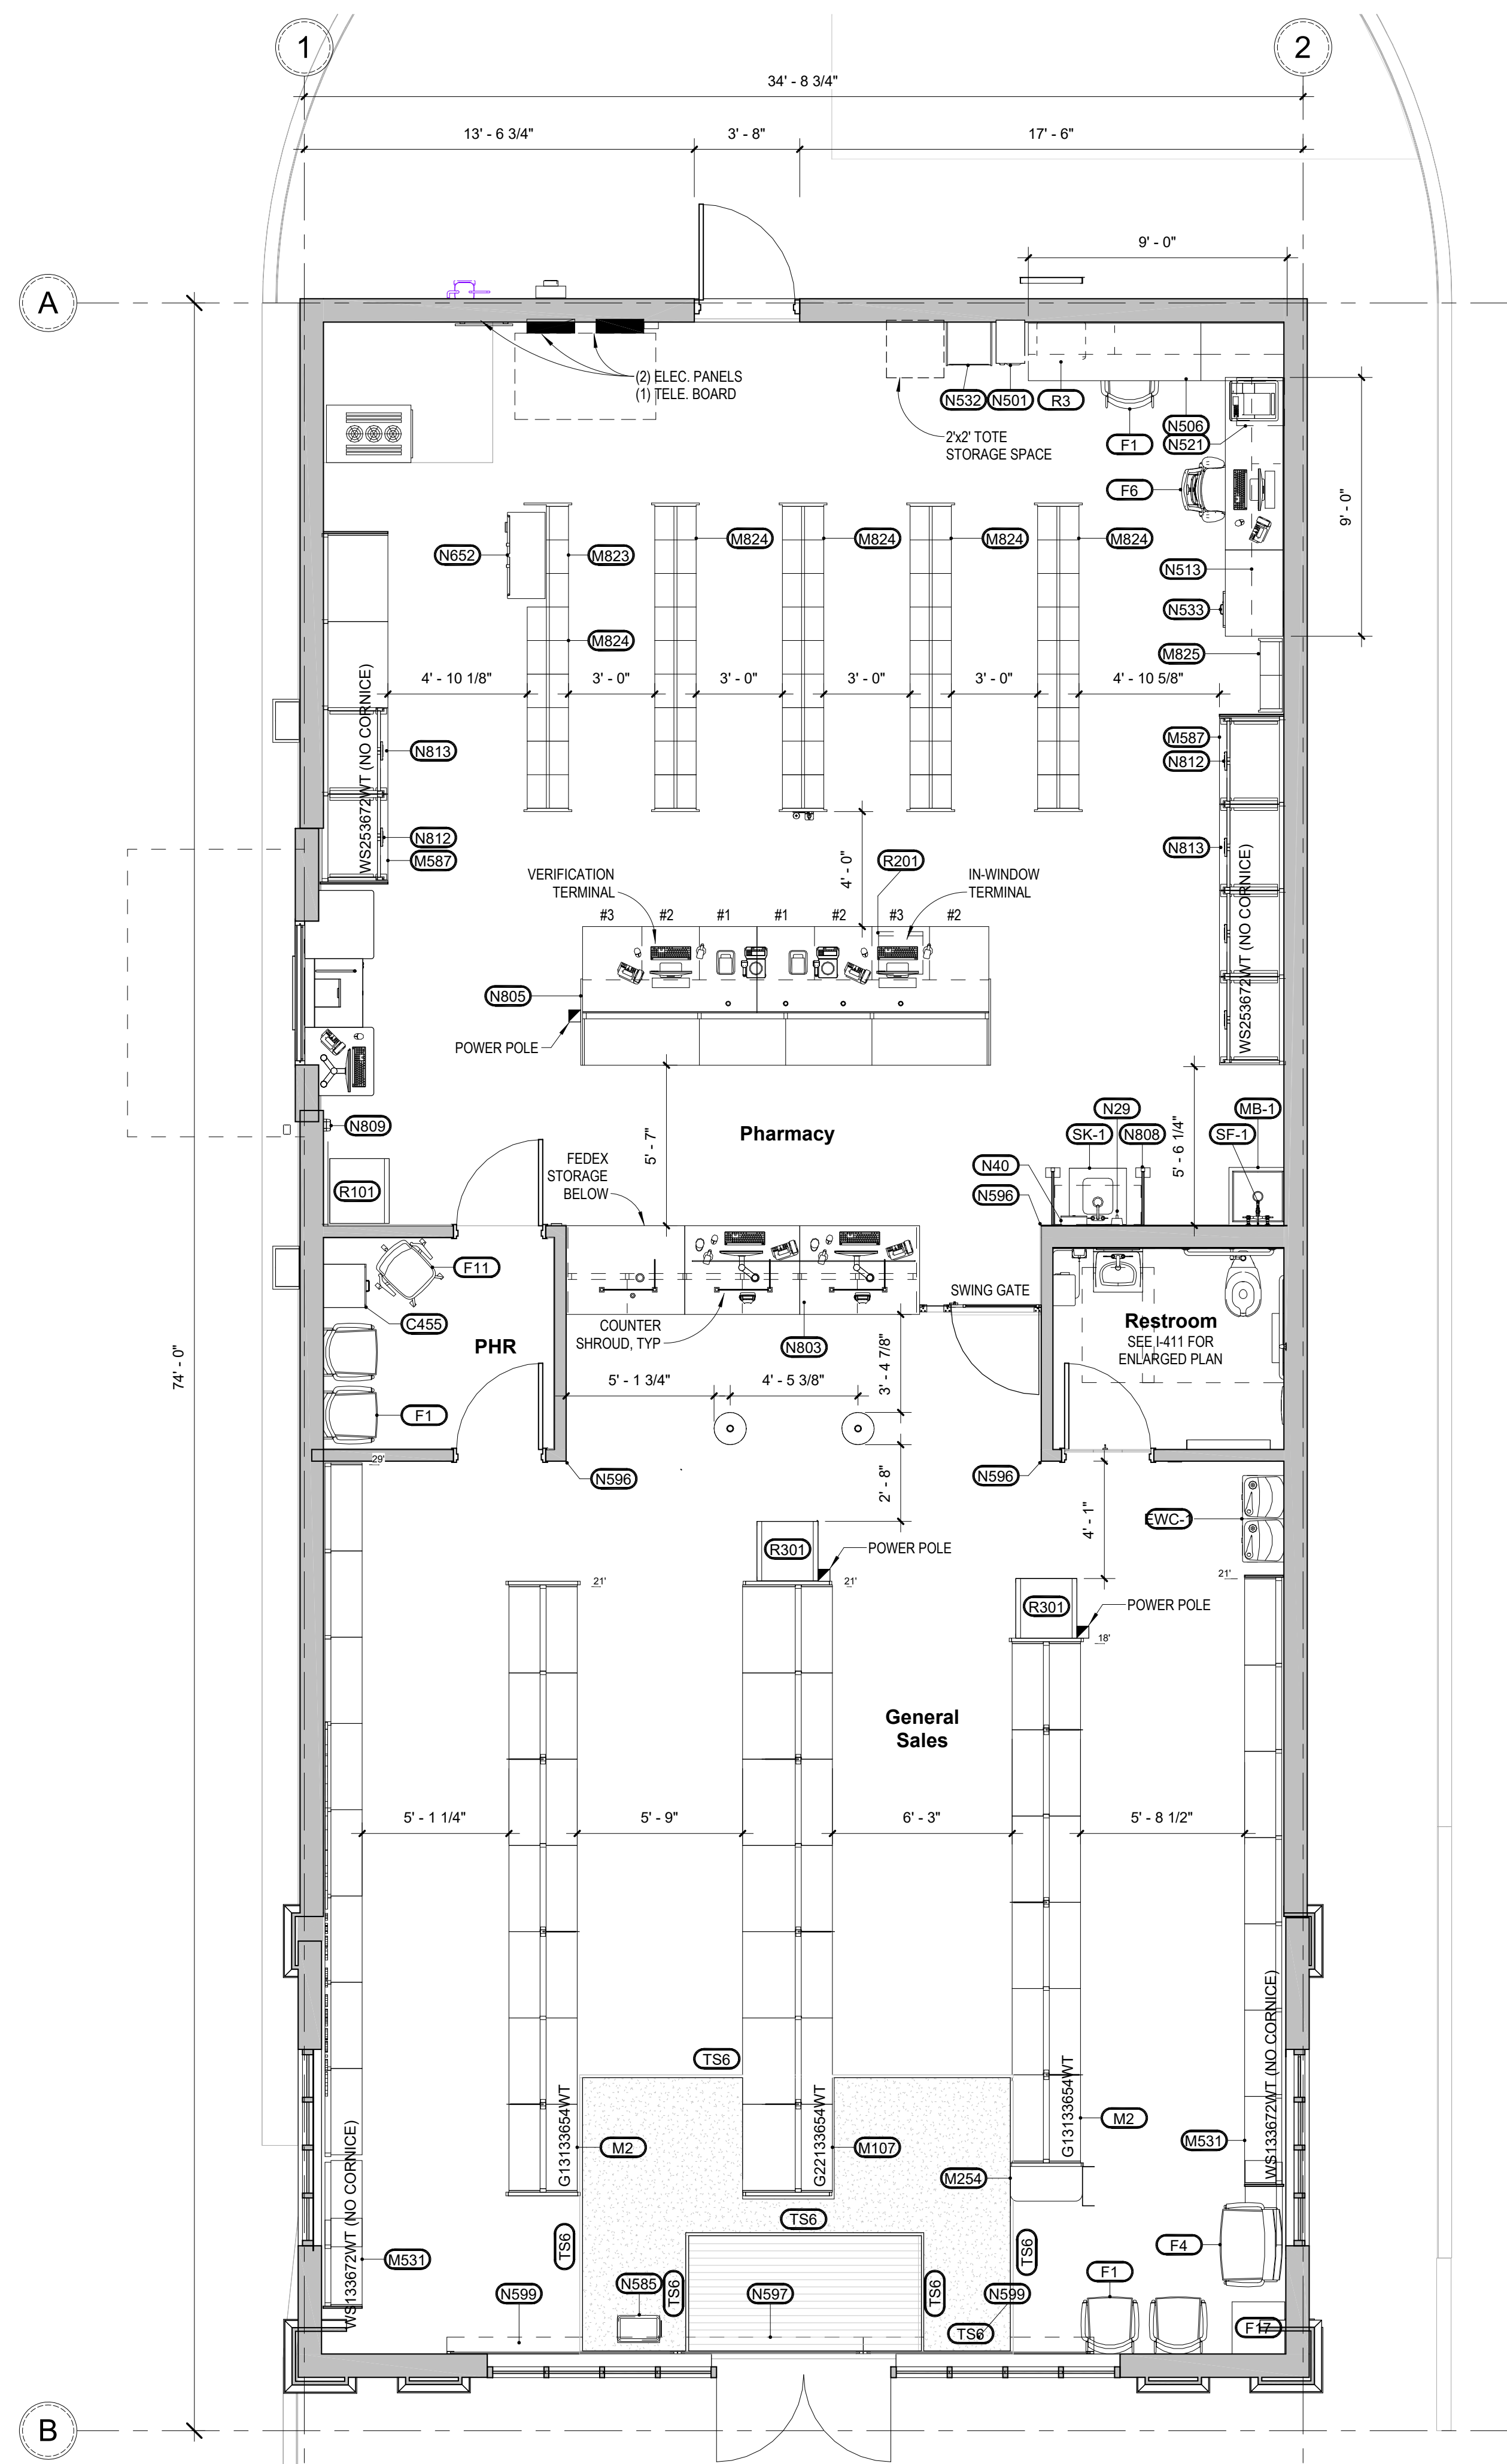 1
2
34' - 8 3/4"
13' - 6 3/4"
3' - 8"
17' - 6"
9' - 0"
A
(2) ELEC. PANELS
(1) TELE. BOARD
N532
N501
R3
2'x2' TOTE
STORAGE SPACE
F1
N506
N521
F6
9' - 0"
N652
M823
M824
M824
M824
M824
N513
N533
M824
M825
4' - 10 1/8"
3' - 0"
3' - 0"
3' - 0"
3' - 0"
4' - 10 5/8"
WS253672WT (NO CORNICE)
N813
M587
N812
N812
M587
N813
WS253672WT (NO CORNICE)
VERIFICATION
TERMINAL
4' - 0"
R201
IN-WINDOW
TERMINAL
#3
#2
#1
#1
#2
#3
#2
N805
POWER POLE
N809
5' - 7"
Pharmacy
N29
MB-1
SK-1
N808
SF-1
5' - 6 1/4"
FEDEX
STORAGE
BELOW
N40
N596
R101
F11
SWING GATE
C455
PHR
COUNTER
SHROUD, TYP
N803
Restroom
SEE I-411 FOR
ENLARGED PLAN
74' - 0"
5' - 1 3/4"
4' - 5 3/8"
3' - 4 7/8"
F1
29'
N596
2' - 8"
N596
4' - 1"
EWC-1
R301
POWER POLE
21'
21'
21'
R301
POWER POLE
18'
General
Sales
5' - 1 1/4"
5' - 9"
6' - 3"
5' - 8 1/2"
TS6
G13133654WT
M2
G22133654WT
M107
G13133654WT
M2
M531
WS133672WT (NO CORNICE)
M254
WS133672WT (NO CORNICE)
M531
TS6
TS6
TS6
F4
N599
N585
TS6
N597
TS6
N599
TS6
F1
F17
B